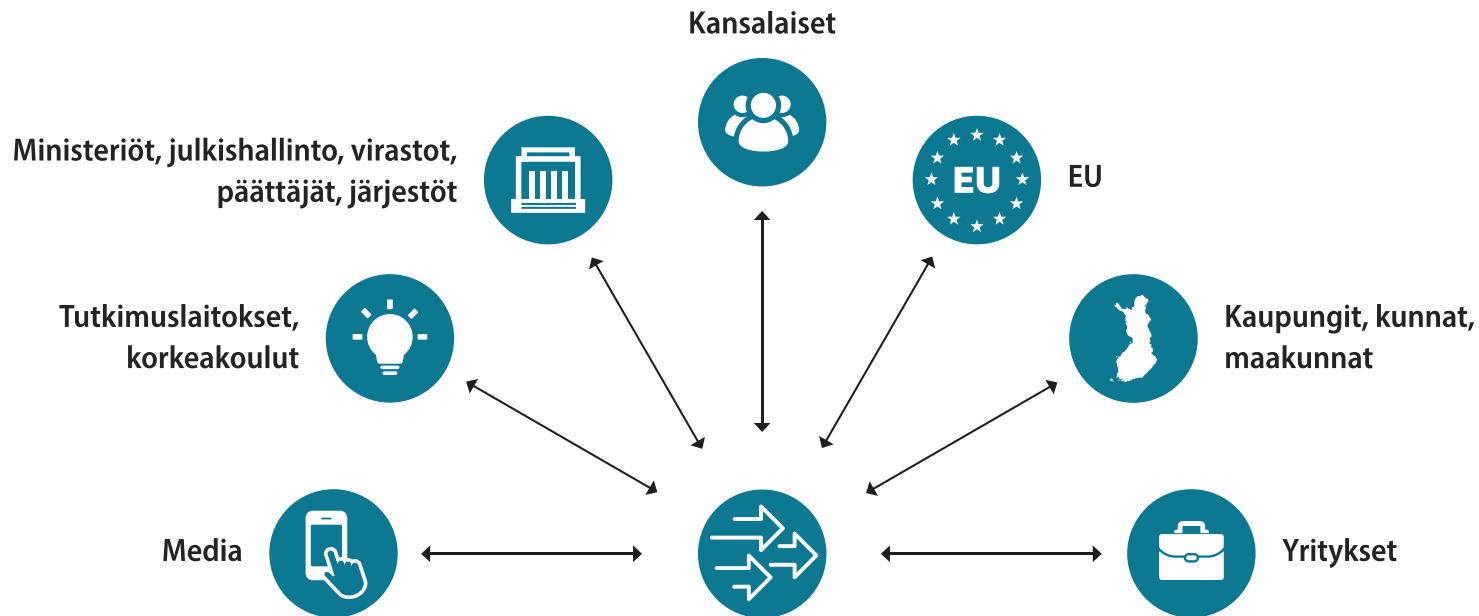 Kansalaiset
Ministeriöt, julkishallinto, virastot,
päättäjät, järjestöt
EU
EU
Tutkimuslaitokset,
korkeakoulut
Kaupungit, kunnat,
maakunnat
Media
Yritykset